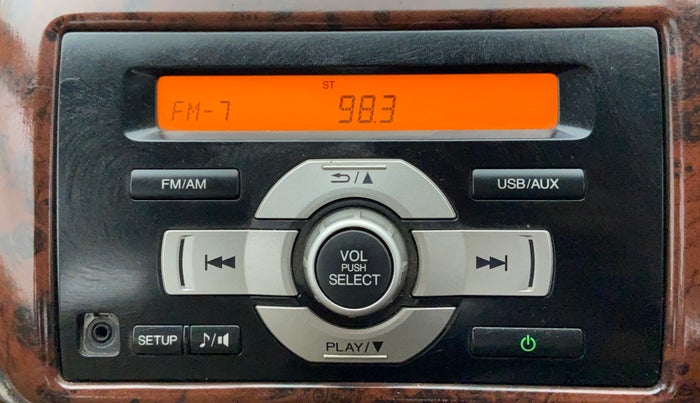 ST
FM-7 98.3
FM/AM
USB/AUX
VOL
PUSH
SELECT
SETUP
PLAY/